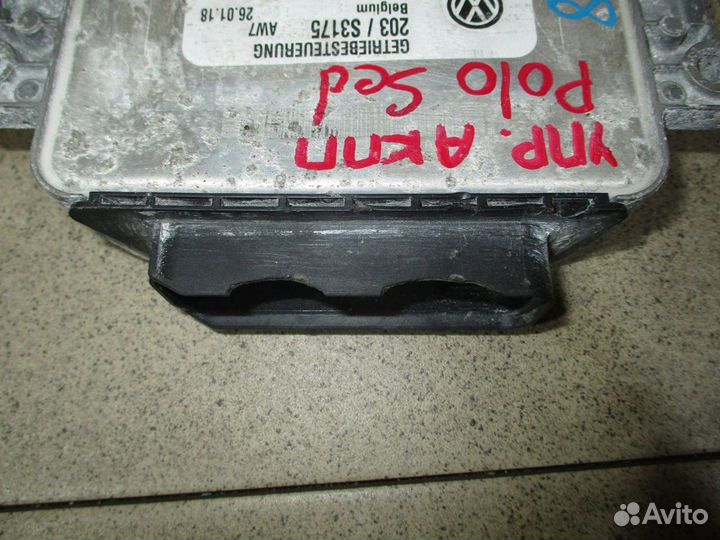 GETRIEBESTEUERUNG
203 / S3175 AW7
Belgium 26.01.18
упр. Акпп
Polo Sed
Avito